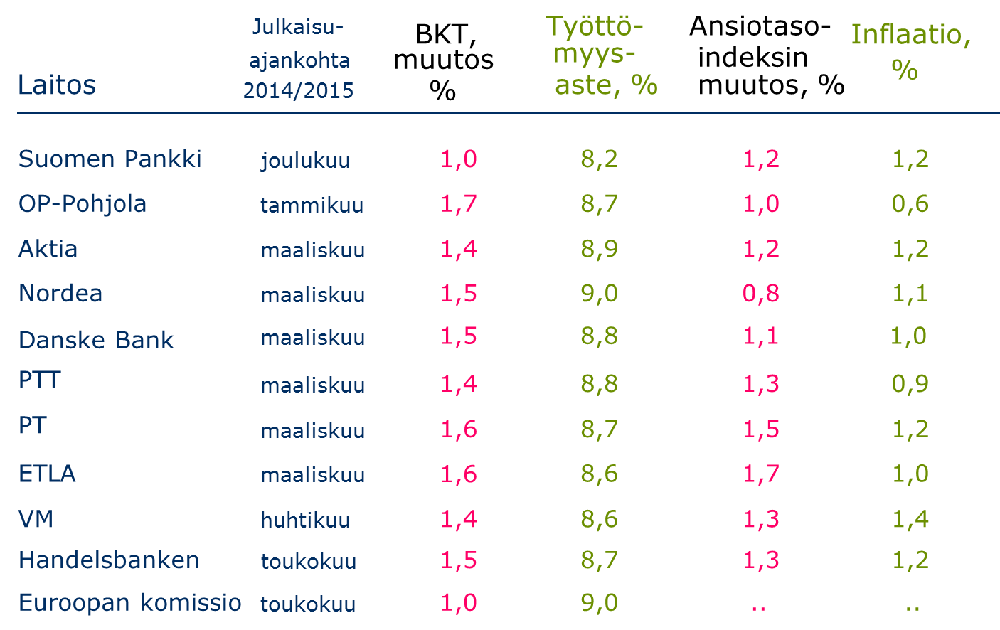 Laitos Julkaisu- BKT, Työttö- Ansiotaso- Inflaatio,
ajankohta muutos myys- indeksin %
2014/2015 % aste, % muutos, %
Suomen Pankki joulukuu 1,0 8,2 1,2 1,2
OP-Pohjola tammikuu 1,7 8,7 1,0 0,6
Aktia maaliskuu 1,4 8,9 1,2 1,2
Nordea maaliskuu 1,5 9,0 0,8 1,1
Danske Bank maaliskuu 1,5 8,8 1,1 1,0
PTT maaliskuu 1,4 8,8 1,3 0,9
PT maaliskuu 1,6 8,7 1,5 1,2
ETLA maaliskuu 1,6 8,6 1,7 1,0
VM huhtikuu 1,4 8,6 1,3 1,4
Handelsbanken toukokuu 1,5 8,7 1,3 1,2
Euroopan komissio toukokuu 1,0 9,0 .. ..